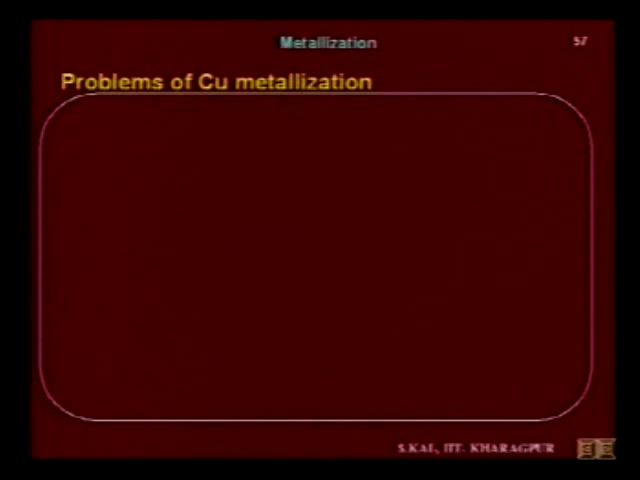 Metallization
57
Problems of Cu metallization
S.KAL, IIT- KHARAGPUR